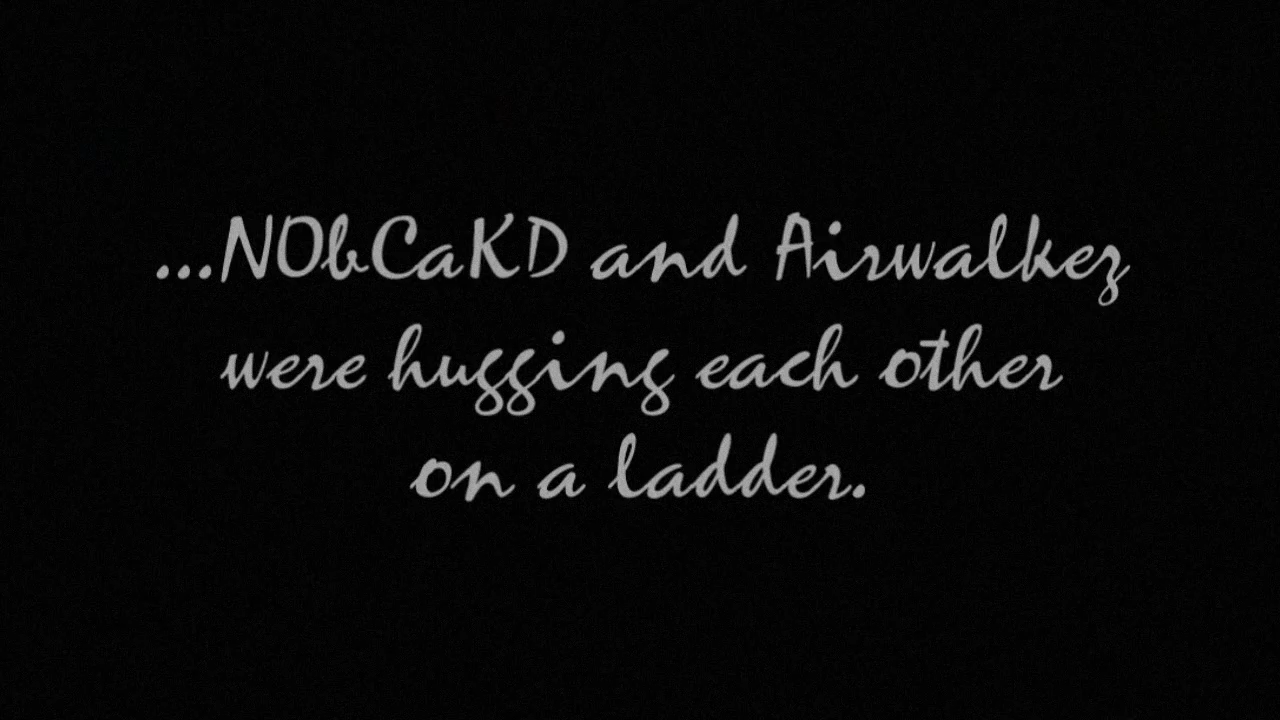 ...NObCaKD and Airwalkez
were hugging each other
on a ladder.